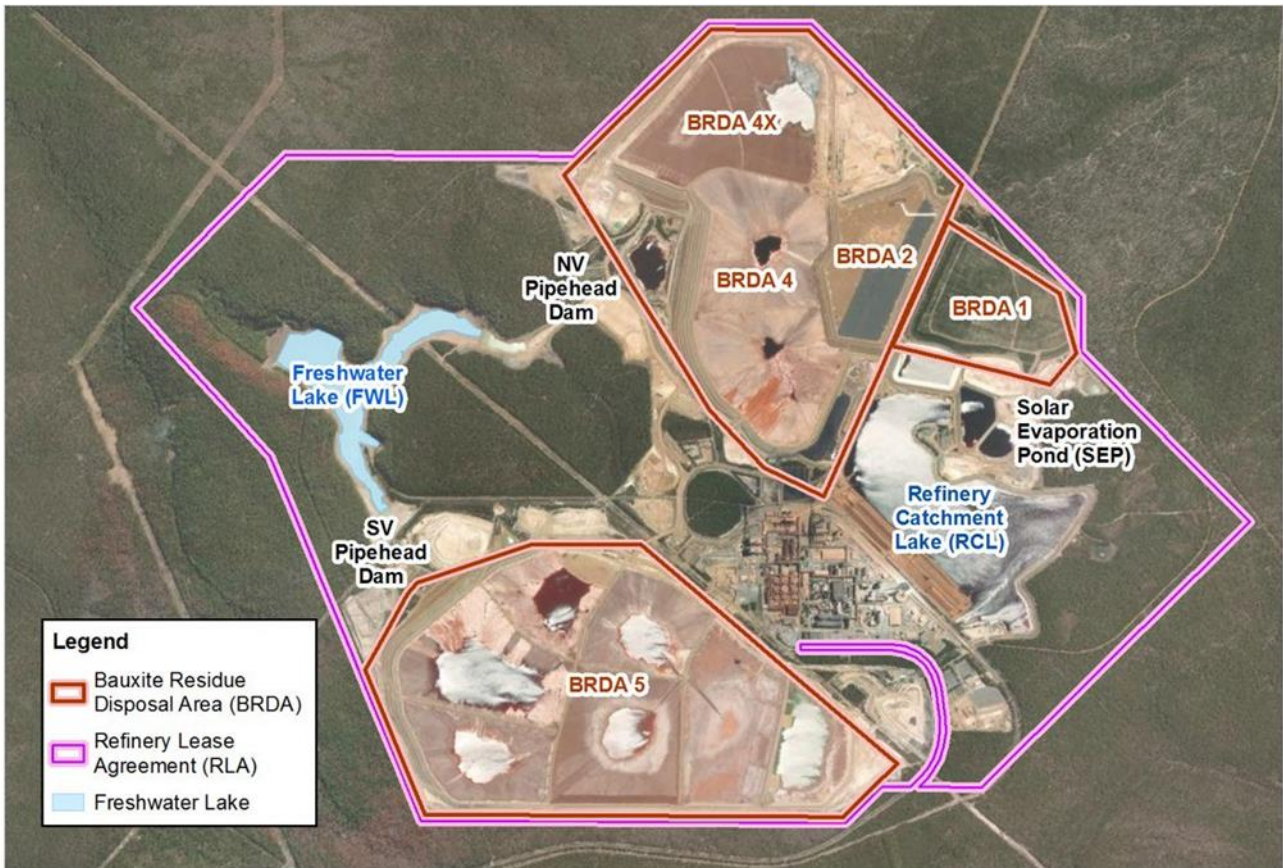 BRDA 4X
BRDA 2
NV
Pipehead
Dam
BRDA 4
BRDA 1
Freshwater
Lake (FWL)
Solar
Evaporation
Pond (SEP)
Refinery
Catchment
Lake (RCL)
SV
Pipehead
Dam
BRDA 5
Legend
Bauxite Residue
Disposal Area (BRDA)
Refinery Lease
Agreement (RLA)
Freshwater Lake